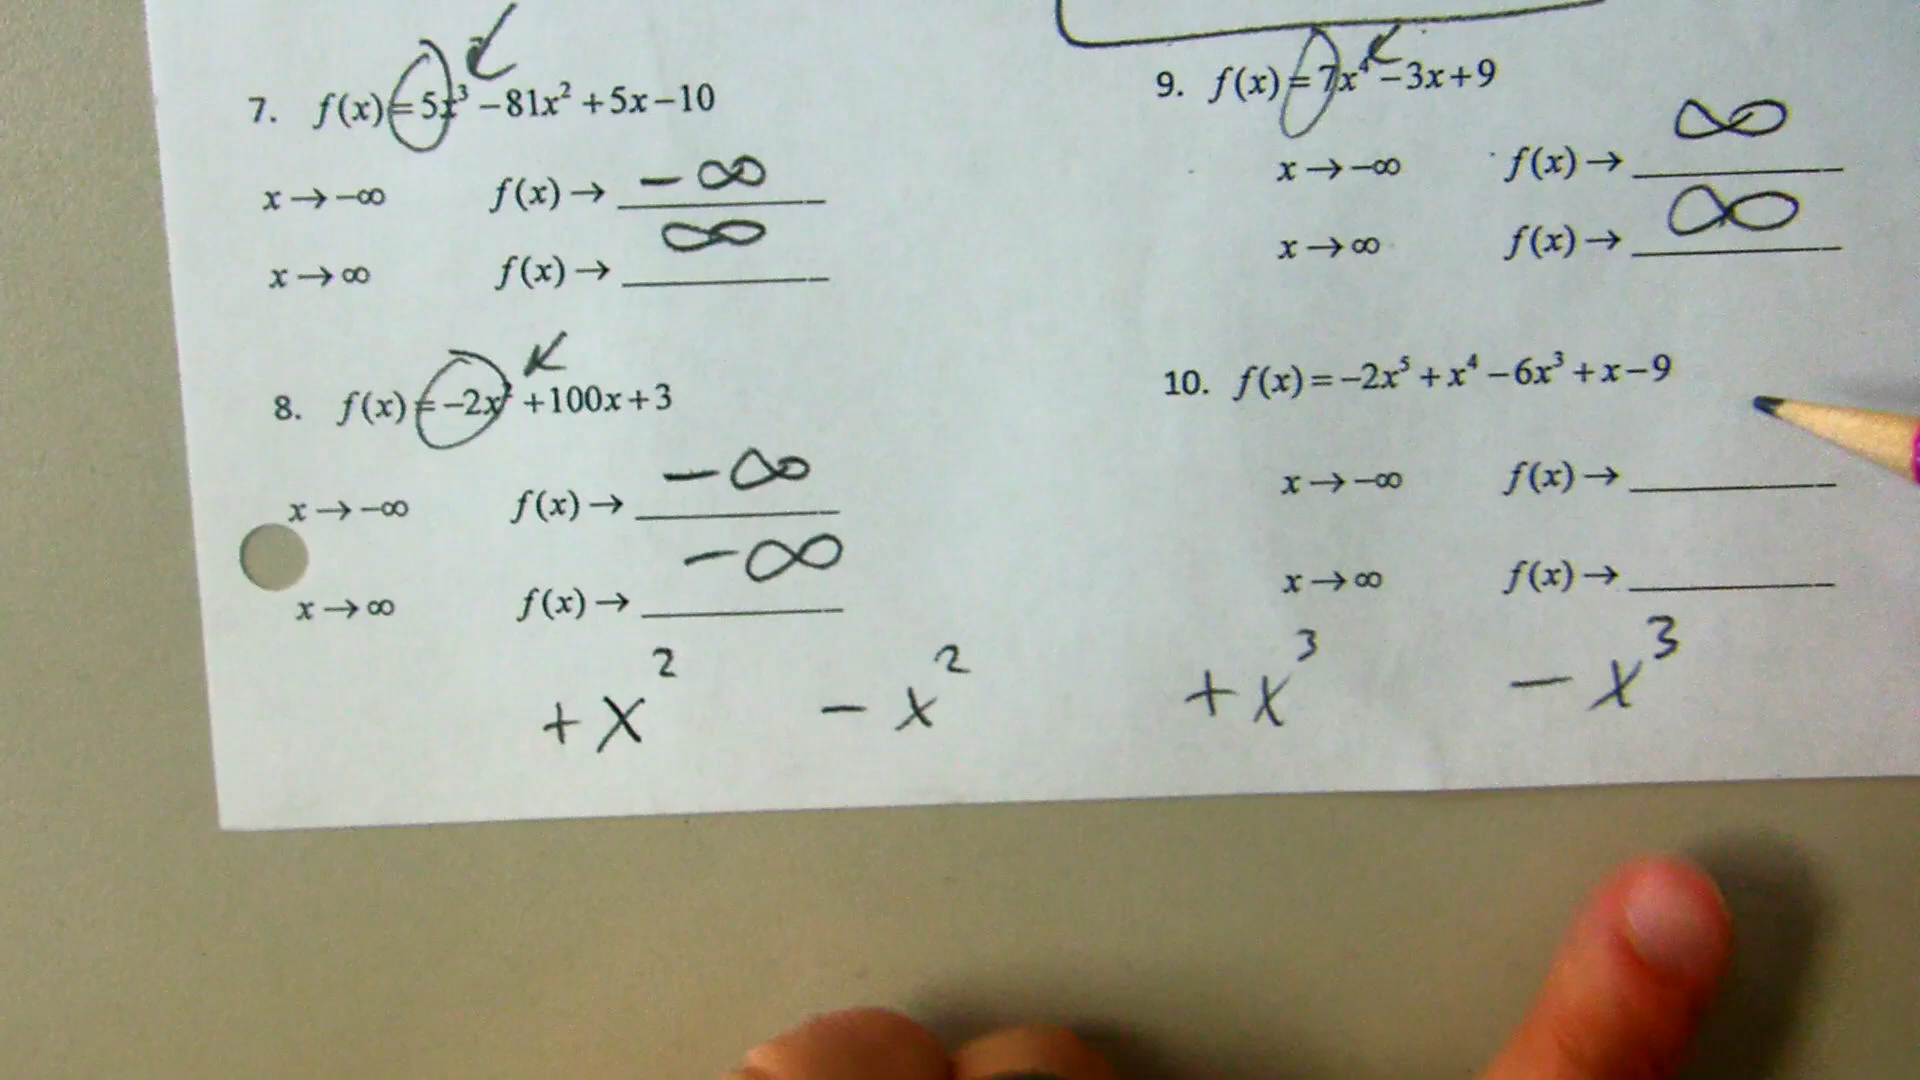 7. f(x)=5x³−81x²+5x−10
x→−∞ f(x)→ −∞
x→∞ f(x)→ ∞
8. f(x)=−2x² +100x+3
x→−∞ f(x)→ −∞
x→∞ f(x)→ −∞
+x² −x²
9. f(x)=7x⁴−3x+9
x→−∞ f(x)→ ∞
x→∞ f(x)→ ∞
10. f(x)=−2x⁵+x⁴−6x³+x−9
x→−∞ f(x)→
x→∞ f(x)→
+x³ −x³